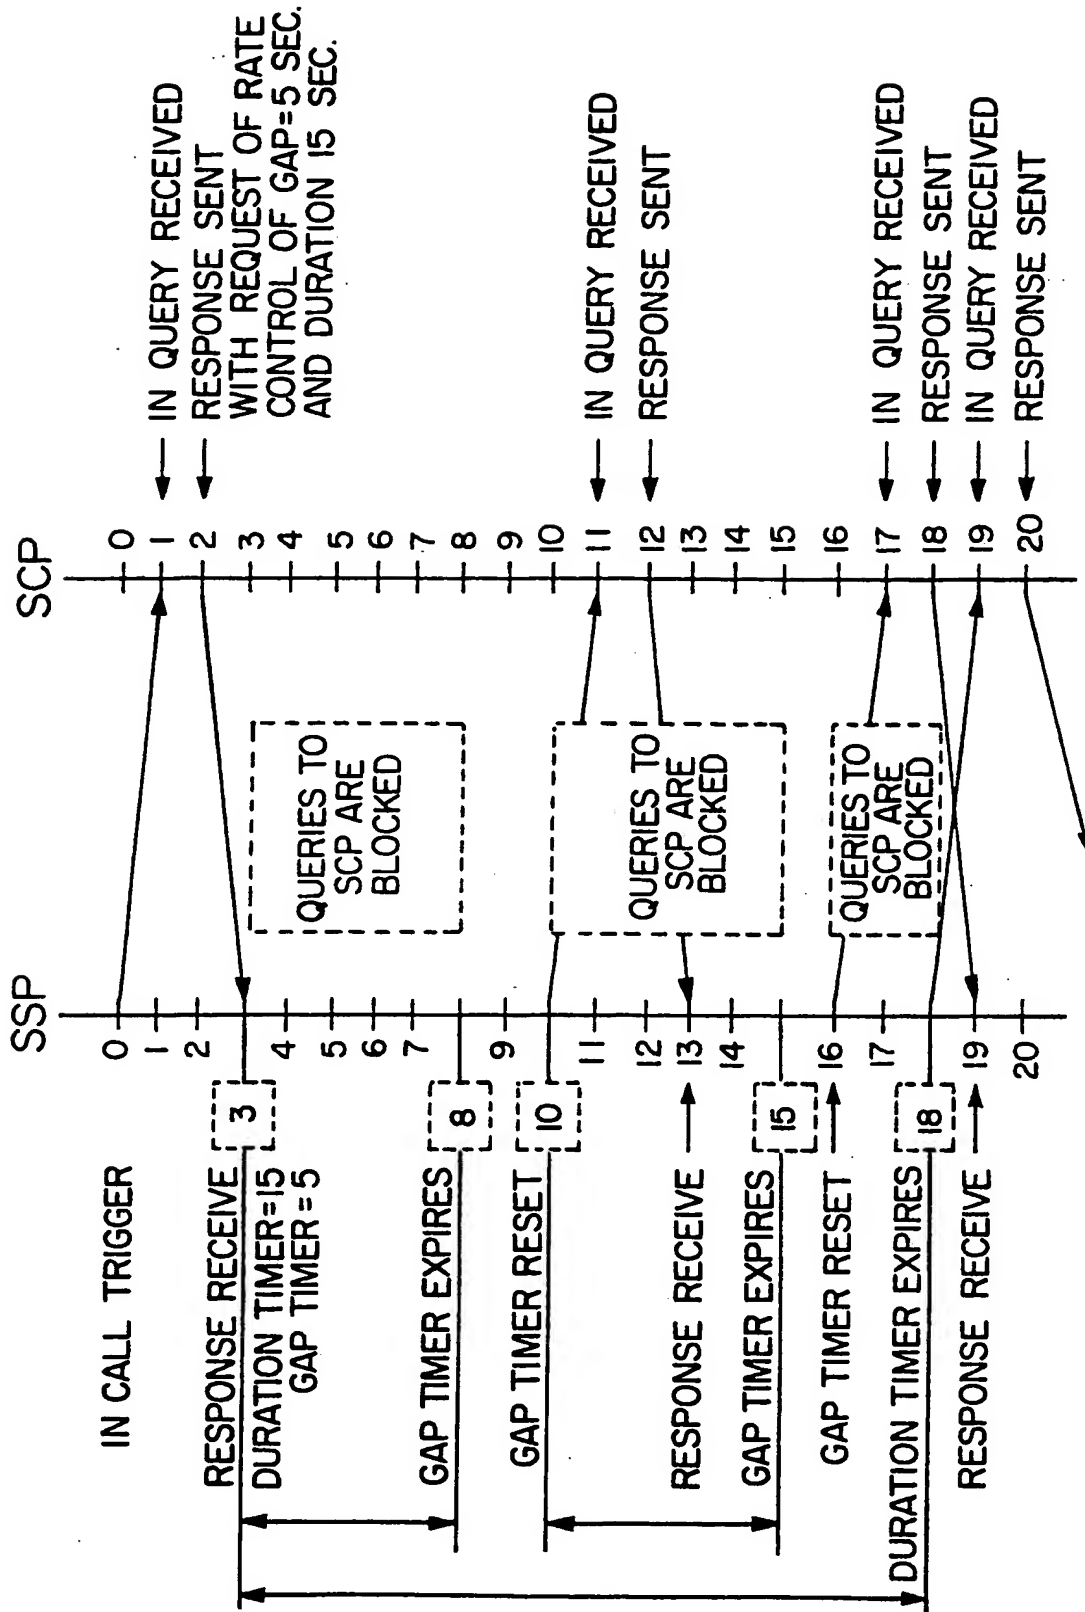 SSP
SCP
IN CALL TRIGGER
0
1
2
3
4
5
6
7
8
9
10
11
12
13
14
15
16
17
18
19
20
RESPONSE RECEIVE
DURATION TIMER=15
GAP TIMER=5
GAP TIMER EXPIRES
GAP TIMER RESET
RESPONSE RECEIVE
GAP TIMER EXPIRES
GAP TIMER RESET
DURATION TIMER EXPIRES
RESPONSE RECEIVE
QUERIES TO
SCP ARE
BLOCKED
QUERIES TO
SCP ARE
BLOCKED
QUERIES TO
SCP ARE
BLOCKED
0
1
2
3
4
5
6
7
8
9
10
11
12
13
14
15
16
17
18
19
20
IN QUERY RECEIVED
RESPONSE SENT
WITH REQUEST OF RATE
CONTROL OF GAP=5 SEC.
AND DURATION 15 SEC.
IN QUERY RECEIVED
RESPONSE SENT
IN QUERY RECEIVED
RESPONSE SENT
IN QUERY RECEIVED
RESPONSE SENT